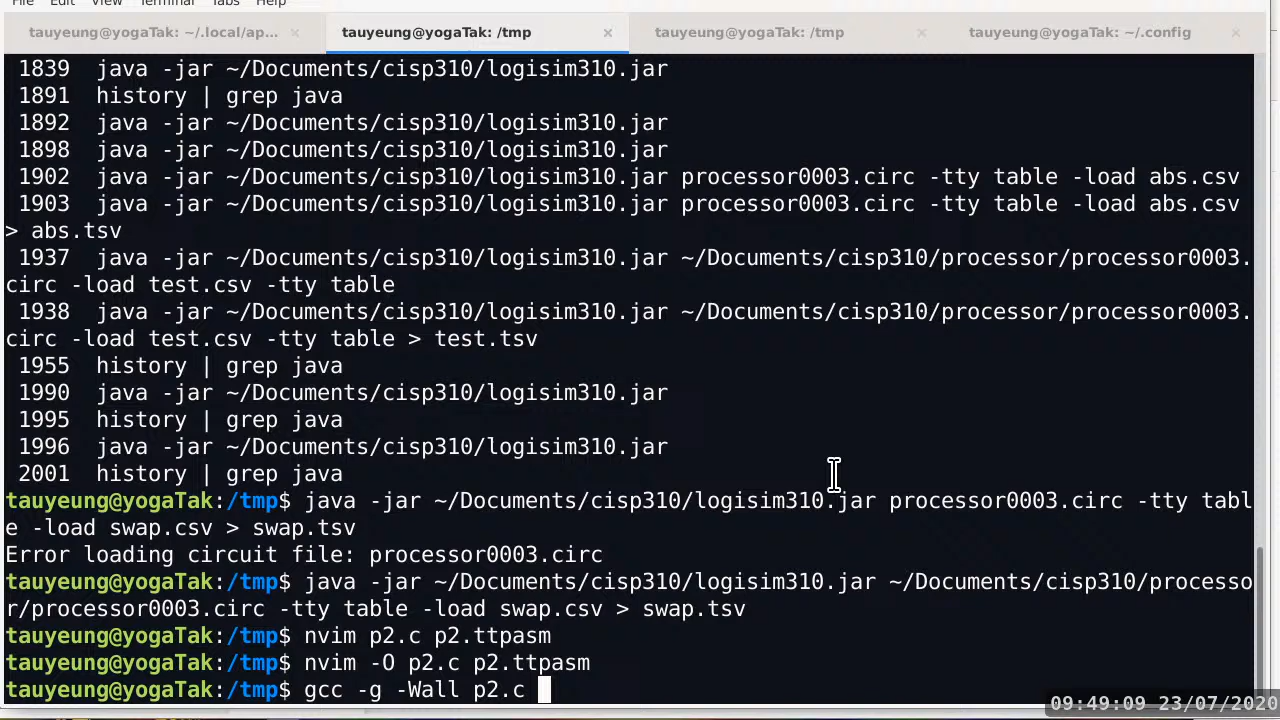 File Edit View Terminal Tabs Help
tauyeung@yogaTak: ~/.local/ap... × tauyeung@yogaTak: /tmp × tauyeung@yogaTak: /tmp × tauyeung@yogaTak: ~/.config ×
1839 java -jar ~/Documents/cisp310/logisim310.jar
1891 history | grep java
1892 java -jar ~/Documents/cisp310/logisim310.jar
1898 java -jar ~/Documents/cisp310/logisim310.jar
1902 java -jar ~/Documents/cisp310/logisim310.jar processor0003.circ -tty table -load abs.csv
1903 java -jar ~/Documents/cisp310/logisim310.jar processor0003.circ -tty table -load abs.csv
> abs.tsv
1937 java -jar ~/Documents/cisp310/logisim310.jar ~/Documents/cisp310/processor/processor0003.
circ -load test.csv -tty table
1938 java -jar ~/Documents/cisp310/logisim310.jar ~/Documents/cisp310/processor/processor0003.
circ -load test.csv -tty table > test.tsv
1955 history | grep java
1990 java -jar ~/Documents/cisp310/logisim310.jar
1995 history | grep java
1996 java -jar ~/Documents/cisp310/logisim310.jar
2001 history | grep java
tauyeung@yogaTak:/tmp$ java -jar ~/Documents/cisp310/logisim310.jar processor0003.circ -tty tabl
e -load swap.csv > swap.tsv
Error loading circuit file: processor0003.circ
tauyeung@yogaTak:/tmp$ java -jar ~/Documents/cisp310/logisim310.jar ~/Documents/cisp310/processo
r/processor0003.circ -tty table -load swap.csv > swap.tsv
tauyeung@yogaTak:/tmp$ nvim p2.c p2.ttpasm
tauyeung@yogaTak:/tmp$ nvim -O p2.c p2.ttpasm
tauyeung@yogaTak:/tmp$ gcc -g -Wall p2.c
09:49:09 23/07/2020